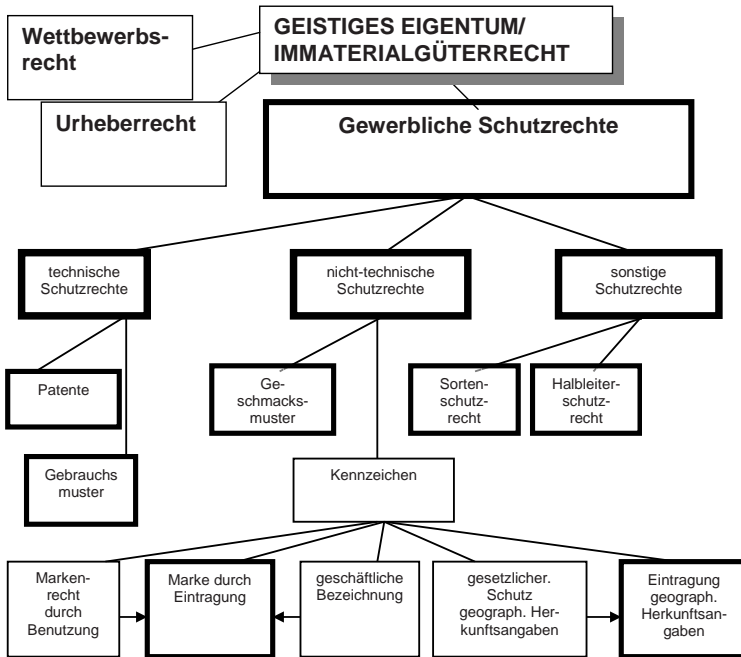 Wettbewerbs-
recht
GEISTIGES EIGENTUM/
IMMATERIALGÜTERRECHT
Urheberrecht
Gewerbliche Schutzrechte
technische
Schutzrechte
nicht-technische
Schutzrechte
sonstige
Schutzrechte
Patente
Ge-
schmacks-
muster
Sorten-
schutz-
recht
Halbleiter-
schutz-
recht
Gebrauchs
muster
Kennzeichen
Marken-
recht
durch
Benutzung
Marke durch
Eintragung
geschäftliche
Bezeichnung
gesetzlicher.
Schutz
geograph. Her-
kunftsangaben
Eintragung
geograph.
Herkunftsan-
gaben